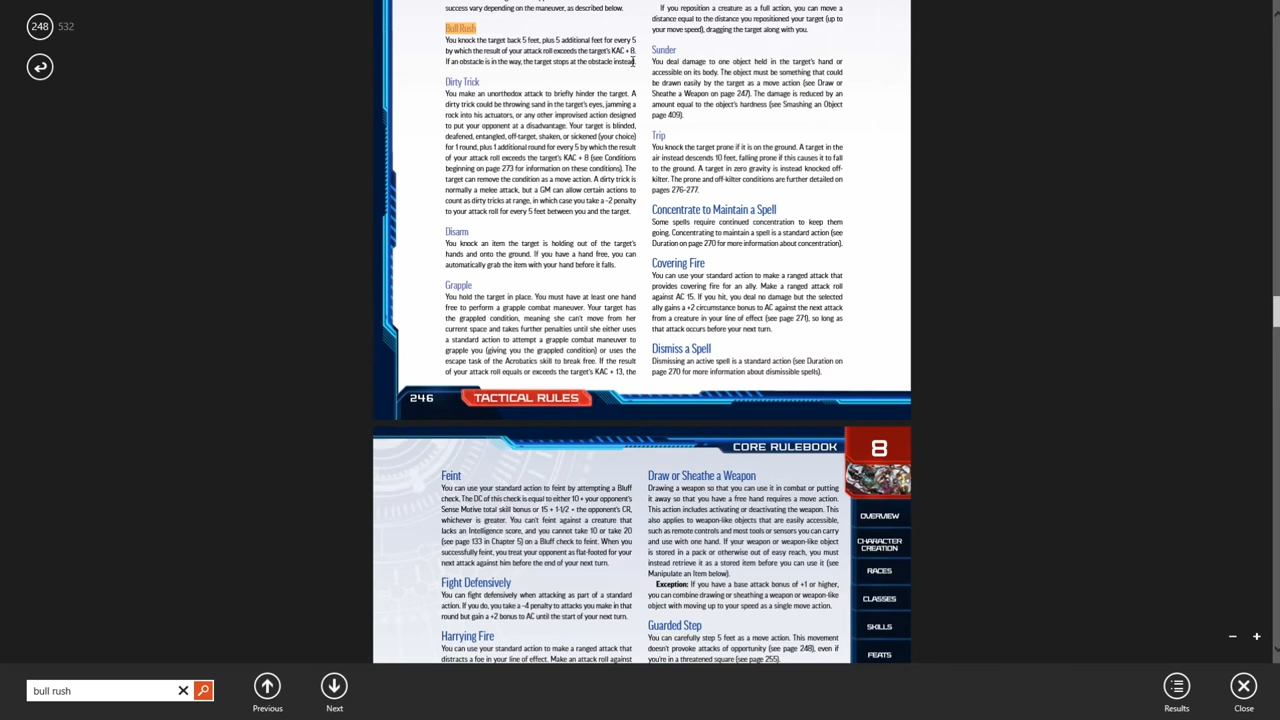 248 532
success vary depending on the maneuver, as described below.
Bull Rush
You knock the target back 5 feet, plus 5 additional feet for every 5
by which the result of your attack roll exceeds the target's KAC + 8.
If an obstacle is in the way, the target stops at the obstacle instead.
Dirty Trick
You make an unorthodox attack to briefly hinder the target. A
dirty trick could be throwing sand in the target's eyes, jamming a
rock into his actuators, or any other improvised action designed
to put your opponent at a disadvantage. Your target is blinded,
deafened, entangled, off-target, shaken, or sickened (your choice)
for 1 round, plus 1 additional round for every 5 by which the result
of your attack roll exceeds the target's KAC + 8 (see Conditions
beginning on page 273 for information on these conditions). The
target can remove the condition as a move action. A dirty trick is
normally a melee attack, but a GM can allow certain actions to
count as dirty tricks at range, in which case you take a -2 penalty
to your attack roll for every 5 feet between you and the target.
Disarm
You knock an item the target is holding out of the target's
hands and onto the ground. If you have a hand free, you can
automatically grab the item with your hand before it falls.
Grapple
You hold the target in place. You must have at least one hand
free to perform a grapple combat maneuver. Your target has
the grappled condition, meaning she can't move from her
current space and takes further penalties until she either uses
a standard action to attempt a grapple combat maneuver to
grapple you (giving you the grappled condition) or uses the
escape task of the Acrobatics skill to break free. If the result
of your attack roll equals or exceeds the target's KAC + 13, the
If you reposition a creature as a full action, you can move a
distance equal to the distance you repositioned your target (up to
your move speed), dragging the target along with you.
Sunder
You deal damage to one object held in the target's hand or
accessible on its body. The object must be something that could
be drawn easily by the target as a move action (see Draw or
Sheathe a Weapon on page 247). The damage is reduced by an
amount equal to the object's hardness (see Smashing an Object
page 409).
Trip
You knock the target prone if it is on the ground. A target in the
air instead descends 10 feet, falling prone if this causes it to fall
to the ground. A target in zero gravity is instead knocked off-
kilter. The prone and off-kilter conditions are further detailed on
pages 276-277.
Concentrate to Maintain a Spell
Some spells require continued concentration to keep them
going. Concentrating to maintain a spell is a standard action (see
Duration on page 270 for more information about concentration).
Covering Fire
You can use your standard action to make a ranged attack that
provides covering fire for an ally. Make a ranged attack roll
against AC 15. If you hit, you deal no damage but the selected
ally gains a +2 circumstance bonus to AC against the next attack
from a creature in your line of effect (see page 271), so long as
that attack occurs before your next turn.
Dismiss a Spell
Dismissing an active spell is a standard action (see Duration on
page 270 for more information about dismissible spells).
246 TACTICAL RULES
CORE RULEBOOK 8
Feint
You can use your standard action to feint by attempting a Bluff
check. The DC of this check is equal to either 10 + your opponent's
Sense Motive total skill bonus or 15 + 1-1/2 × the opponent's CR,
whichever is greater. You can't feint against a creature that
lacks an Intelligence score, and you cannot take 10 or take 20
(see page 133 in Chapter 5) on a Bluff check to feint. When you
successfully feint, you treat your opponent as flat-footed for your
next attack against him before the end of your next turn.
Fight Defensively
You can fight defensively when attacking as part of a standard
action. If you do, you take a -4 penalty to attacks you make in that
round but gain a +2 bonus to AC until the start of your next turn.
Harrying Fire
You can use your standard action to make a ranged attack that
distracts a foe in your line of effect. Make an attack roll against
Draw or Sheathe a Weapon
Drawing a weapon so that you can use it in combat or putting
it away so that you have a free hand requires a move action.
This action includes activating or deactivating the weapon. This
also applies to weapon-like objects that are easily accessible,
such as remote controls and most tools or sensors you can carry
and use with one hand. If your weapon or weapon-like object
is stored in a pack or otherwise out of easy reach, you must
instead retrieve it as a stored item before you can use it (see
Manipulate an Item below).
Exception: If you have a base attack bonus of +1 or higher,
you can combine drawing or sheathing a weapon or weapon-like
object with moving up to your speed as a single move action.
Guarded Step
You can carefully step 5 feet as a move action. This movement
doesn't provoke attacks of opportunity (see page 248), even if
you're in a threatened square (see page 255).
OVERVIEW
CHARACTER
CREATION
RACES
CLASSES
SKILLS
FEATS
bull rush
Previous
Next
Results
Close